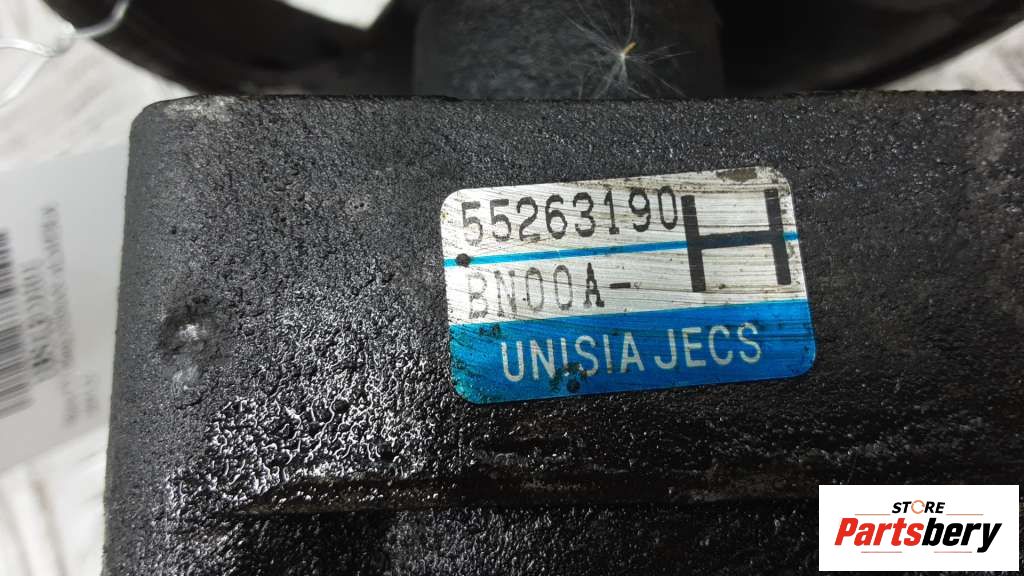 55263190
H
BN00A-
UNISIA JECS
STORE
Partsbery